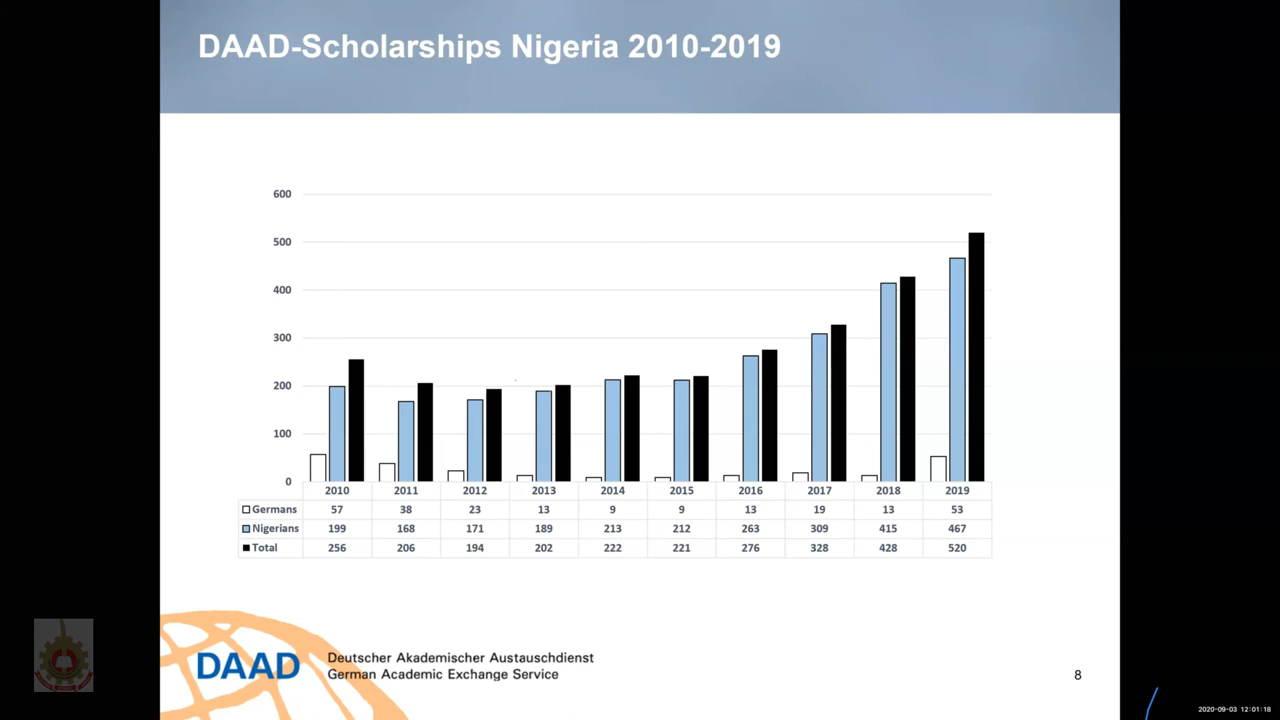 DAAD-Scholarships Nigeria 2010-2019
600
500
400
300
200
100
0
2010 2011 2012 2013 2014 2015 2016 2017 2018 2019
Germans 57 38 23 13 9 9 13 19 13 53
Nigerians 199 168 171 189 213 212 263 309 415 467
Total 256 206 194 202 222 221 276 328 428 520
DAAD
Deutscher Akademischer Austauschdienst
German Academic Exchange Service
8
2020-09-03 12:01:18